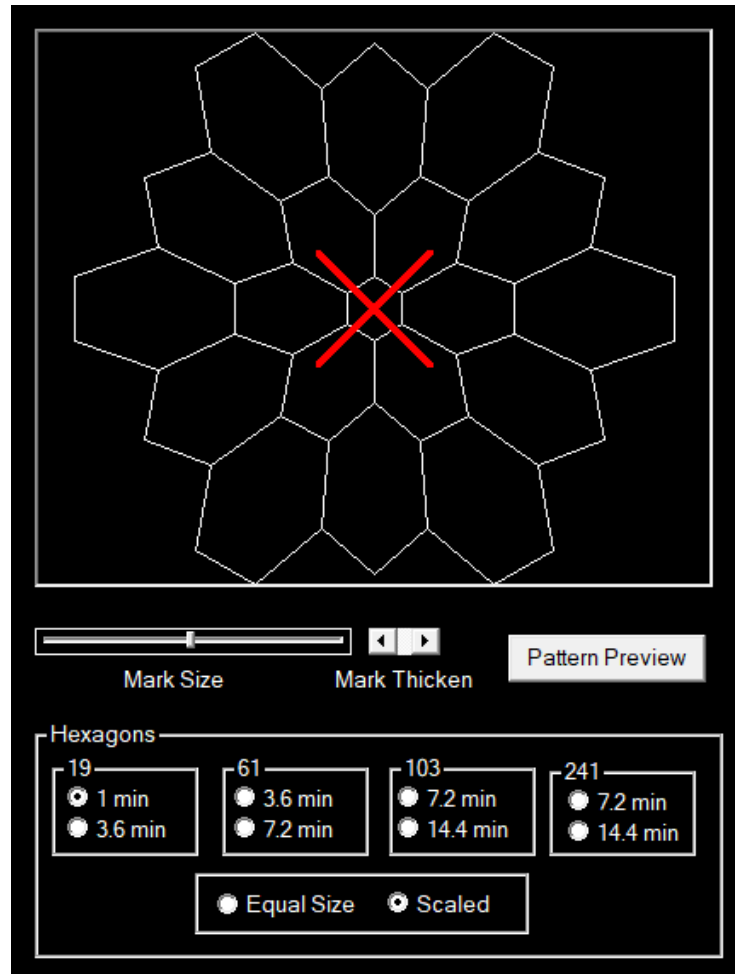 Mark Size
Mark Thicken
Pattern Preview
Hexagons
19
1 min
3.6 min
61
3.6 min
7.2 min
103
7.2 min
14.4 min
241
7.2 min
14.4 min
Equal Size
Scaled